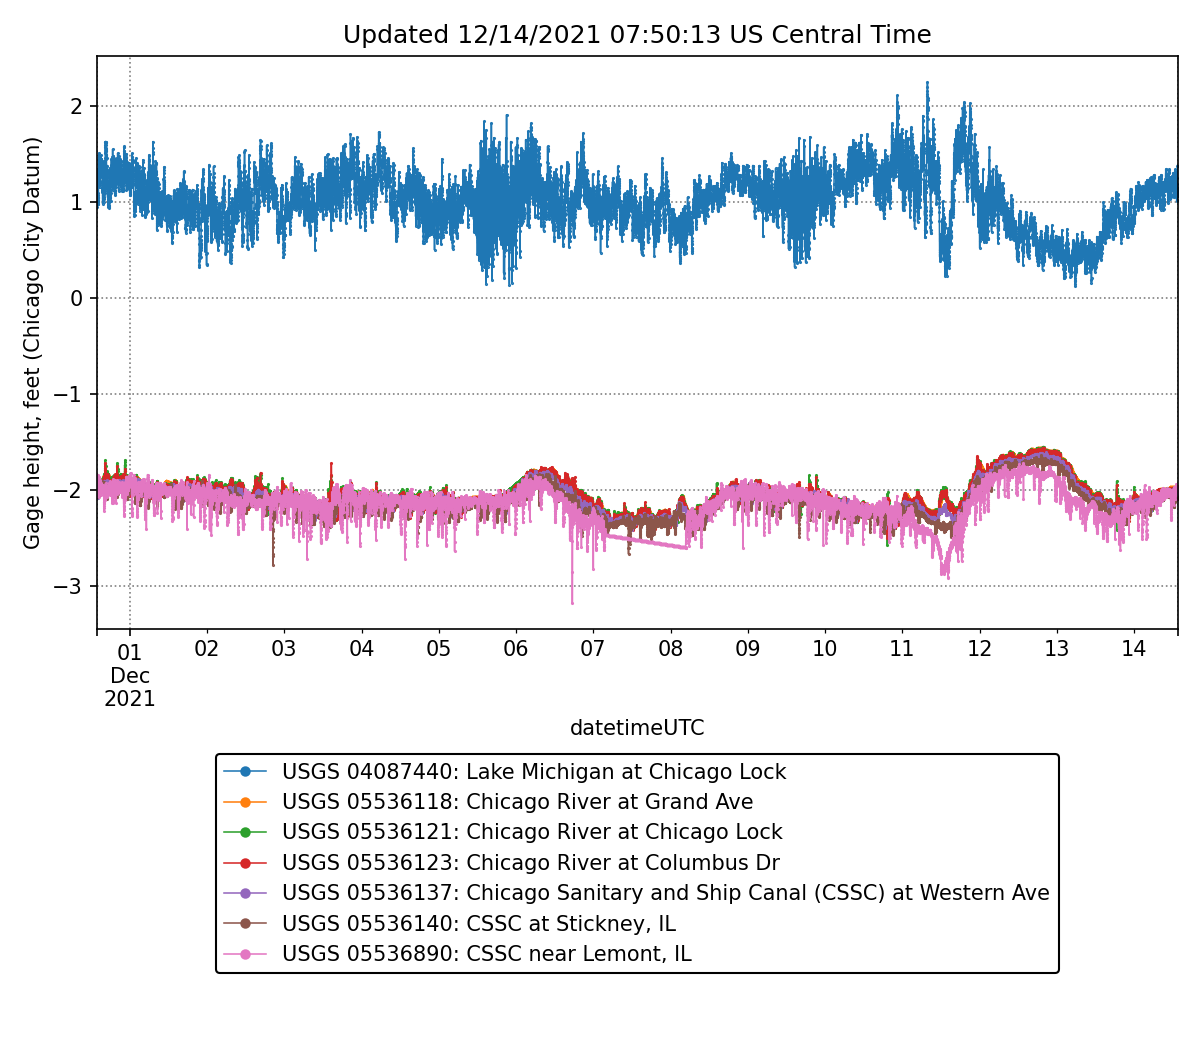 Updated 12/14/2021 07:50:13 US Central Time
Gage height, feet (Chicago City Datum)
2
1
0
−1
−2
−3
01 02 03 04 05 06 07 08 09 10 11 12 13 14
Dec
2021
datetimeUTC
USGS 04087440: Lake Michigan at Chicago Lock
USGS 05536118: Chicago River at Grand Ave
USGS 05536121: Chicago River at Chicago Lock
USGS 05536123: Chicago River at Columbus Dr
USGS 05536137: Chicago Sanitary and Ship Canal (CSSC) at Western Ave
USGS 05536140: CSSC at Stickney, IL
USGS 05536890: CSSC near Lemont, IL